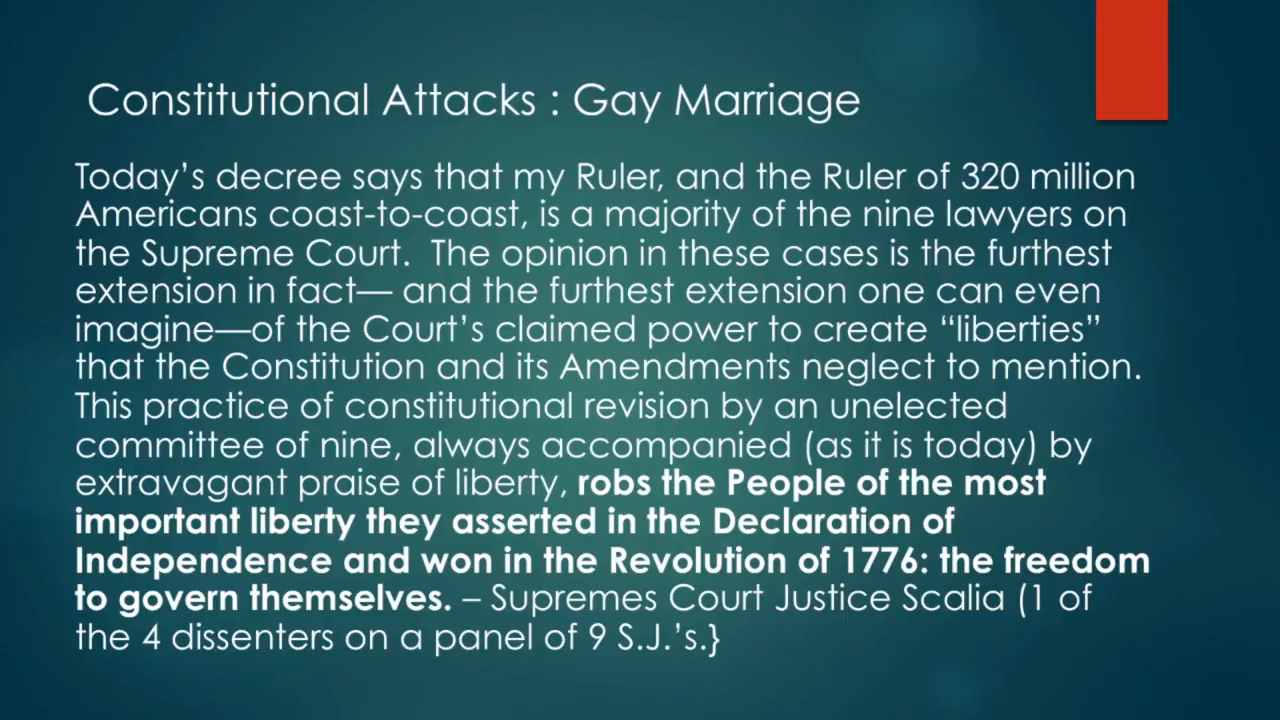 Constitutional Attacks : Gay Marriage
Today’s decree says that my Ruler, and the Ruler of 320 million
Americans coast-to-coast, is a majority of the nine lawyers on
the Supreme Court.  The opinion in these cases is the furthest
extension in fact— and the furthest extension one can even
imagine—of the Court’s claimed power to create “liberties”
that the Constitution and its Amendments neglect to mention.
This practice of constitutional revision by an unelected
committee of nine, always accompanied (as it is today) by
extravagant praise of liberty, robs the People of the most
important liberty they asserted in the Declaration of
Independence and won in the Revolution of 1776: the freedom
to govern themselves. – Supremes Court Justice Scalia (1 of
the 4 dissenters on a panel of 9 S.J.’s.}